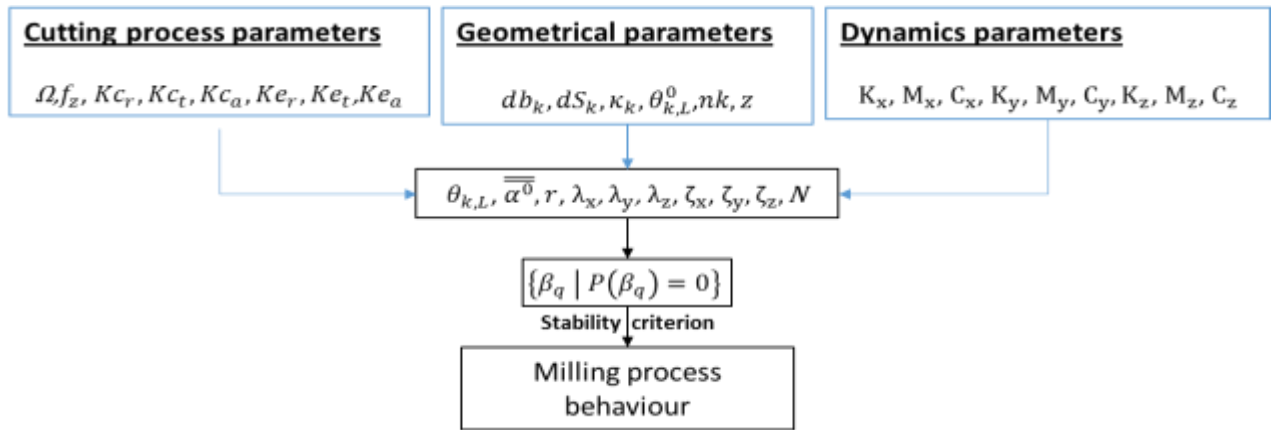 Cutting process parameters
Ω,f_z, Kc_r, Kc_t, Kc_a, Ke_r, Ke_t,Ke_a
Geometrical parameters
db_k, dS_k, κ_k, θ^0_{k,L},nk, z
Dynamics parameters
K_x, M_x, C_x, K_y, M_y, C_y, K_z, M_z, C_z
θ_{k,L}, \overline{\overline{α^0}}, r, λ_x, λ_y, λ_z, ζ_x, ζ_y, ζ_z, N
{β_q | P(β_q) = 0}
Stability criterion
Milling process
behaviour